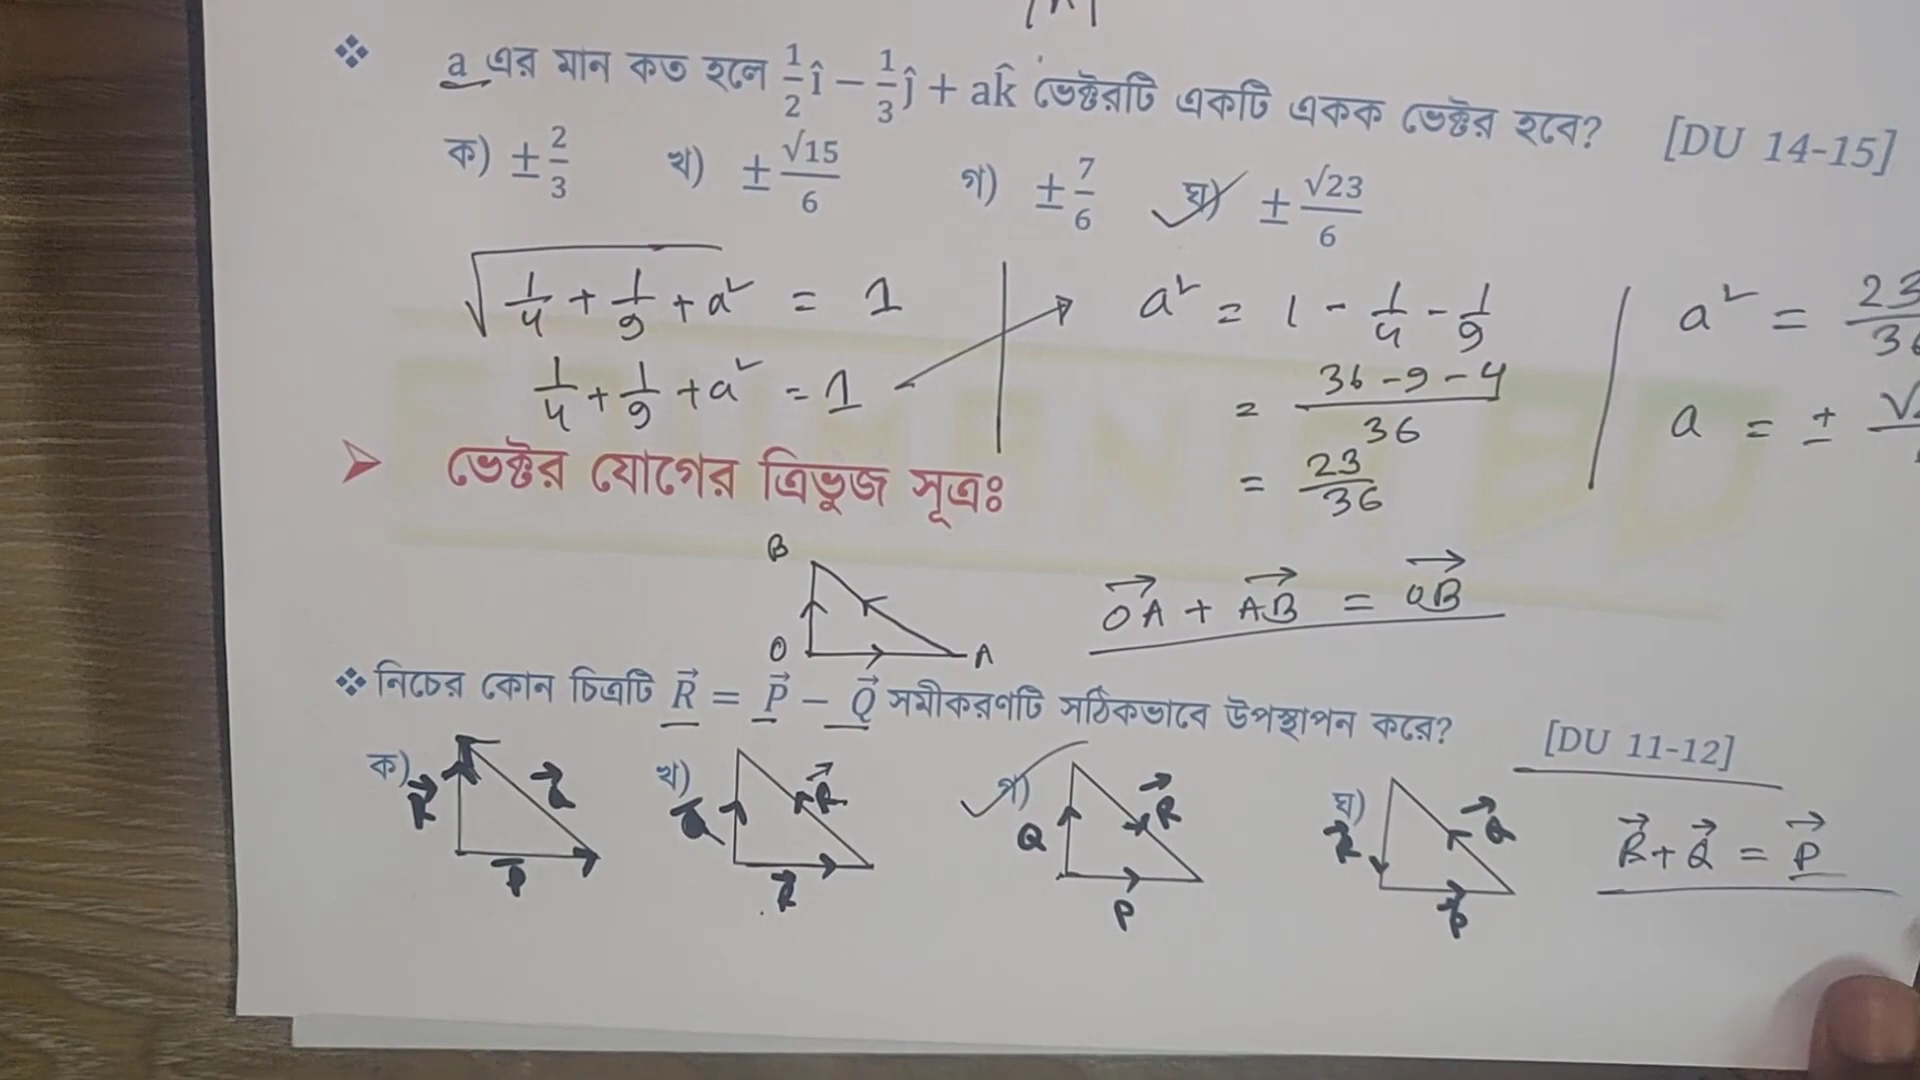 ❖ a এর মান কত হলে 1/2 î − 1/3 ĵ + ak̂ ভেক্টরটি একটি একক ভেক্টর হবে? [DU 14-15]
ক) ± 2/3 খ) ± √15/6 গ) ± 7/6 ঘ) ± √23/6
√(1/4 + 1/9 + a²) = 1
1/4 + 1/9 + a² = 1
a² = 1 - 1/4 - 1/9
= (36 - 9 - 4)/36
= 23/36
a² = 23
a = ±
➤ ভেক্টর যোগের ত্রিভুজ সূত্রঃ
B
O A
OA→ + AB→ = OB→
❖ নিচের কোন চিত্রটি R→ = P→ − Q→ সমীকরণটি সঠিকভাবে উপস্থাপন করে? [DU 11-12]
ক) খ) গ) ঘ)
R→ Q→ P
Q R→ R→
Q R→ P
R→ Q→ P→
R→ + Q→ = P→